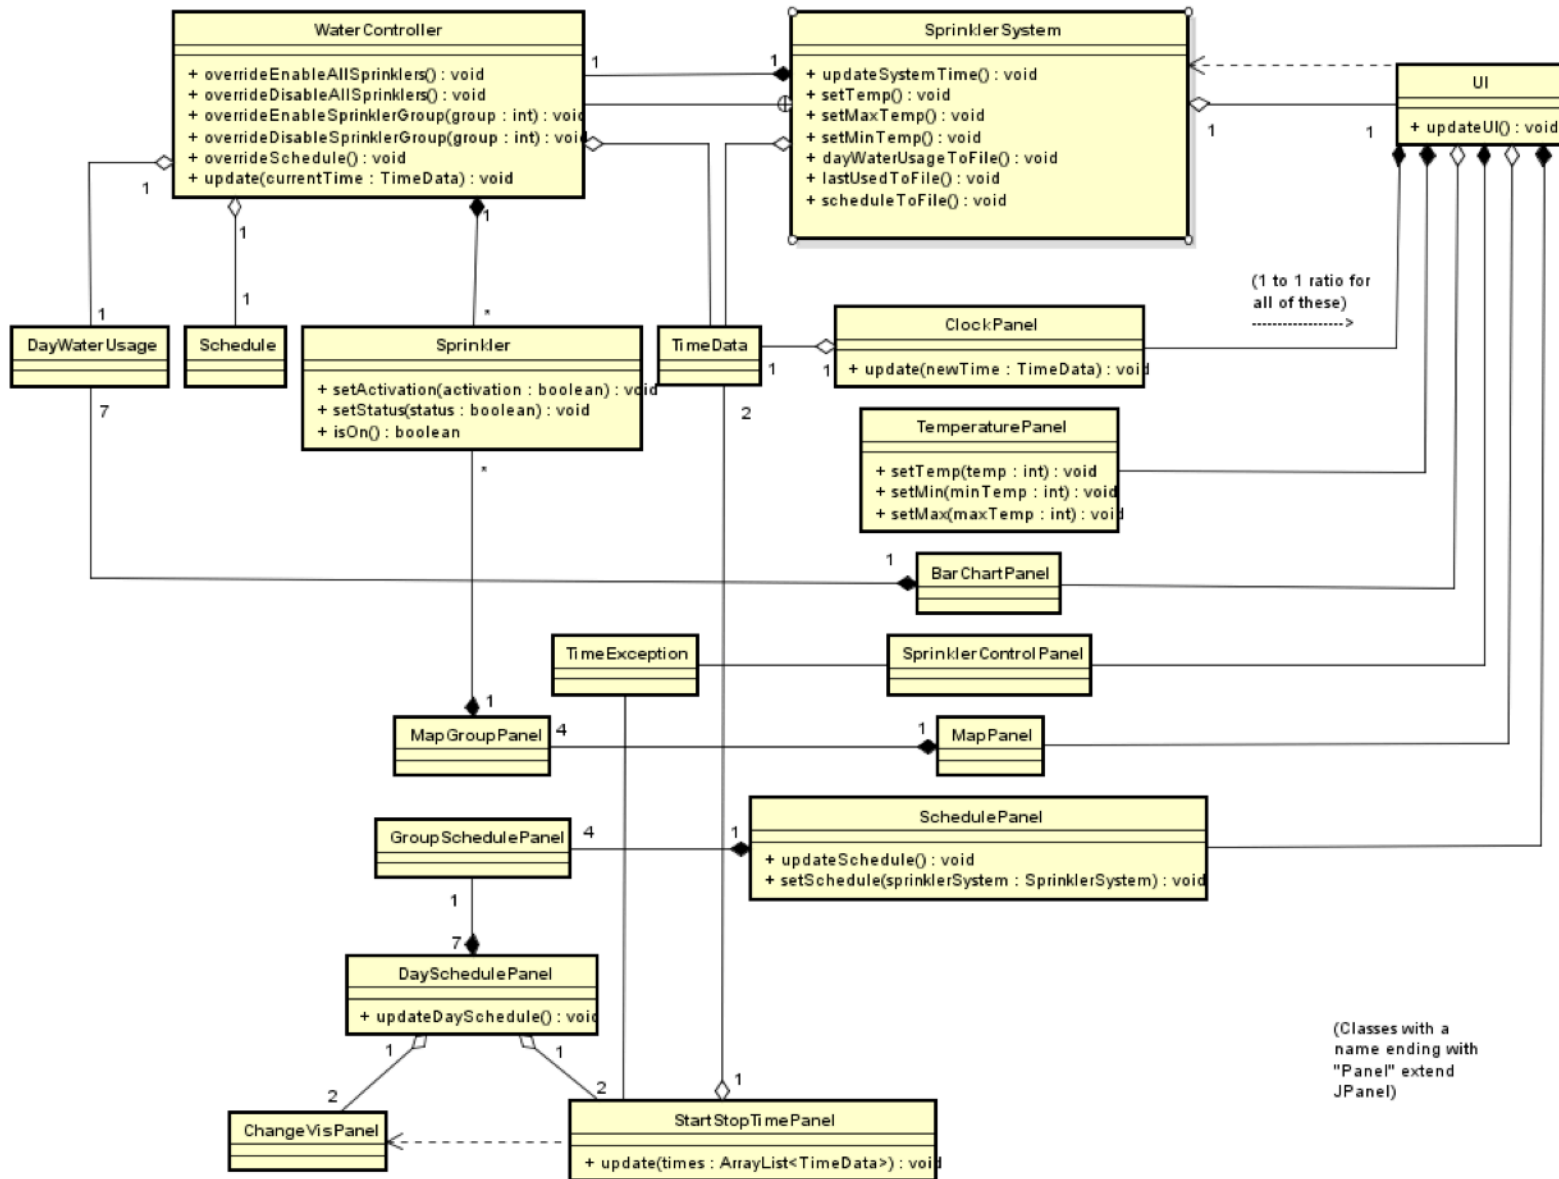 WaterController
+ overrideEnableAllSprinklers() : void
+ overrideDisableAllSprinklers() : void
+ overrideEnableSprinklerGroup(group : int) : void
+ overrideDisableSprinklerGroup(group : int) : void
+ overrideSchedule() : void
+ update(currentTime : TimeData) : void
SprinklerSystem
+ updateSystemTime() : void
+ setTemp() : void
+ setMaxTemp() : void
+ setMinTemp() : void
+ dayWaterUsageToFile() : void
+ lastUsedToFile() : void
+ scheduleToFile() : void
UI
+ updateUI() : void
1
1
1
1
1
1
1
1
1
*
(1 to 1 ratio for
all of these)
------------------>
DayWaterUsage
Schedule
Sprinkler
+ setActivation(activation : boolean) : void
+ setStatus(status : boolean) : void
+ isOn() : boolean
TimeData
ClockPanel
+ update(newTime : TimeData) : void
1
1
7
2
*
TemperaturePanel
+ setTemp(temp : int) : void
+ setMin(minTemp : int) : void
+ setMax(maxTemp : int) : void
1
BarChartPanel
TimeException
SprinklerControlPanel
1
MapGroupPanel
4
1
MapPanel
GroupSchedulePanel
4
1
SchedulePanel
+ updateSchedule() : void
+ setSchedule(sprinklerSystem : SprinklerSystem) : void
1
7
DaySchedulePanel
+ updateDaySchedule() : void
1
1
1
2
2
ChangeVisPanel
StartStopTimePanel
+ update(times : ArrayList<TimeData>) : void
(Classes with a
name ending with
"Panel" extend
JPanel)